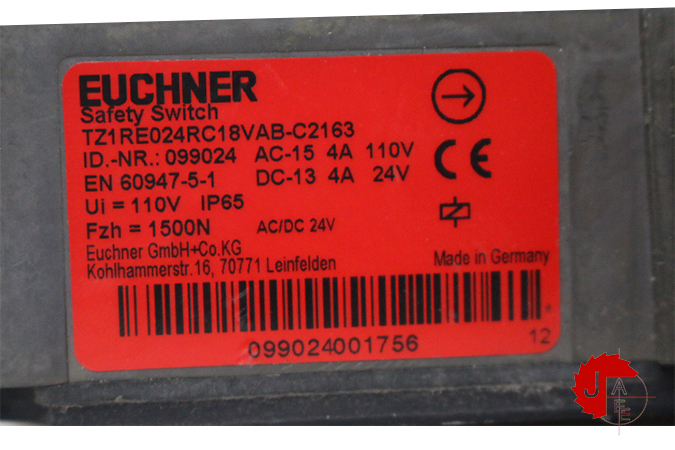 EUCHNER
Safety Switch
TZ1RE024RC18VAB-C2163
ID.-NR.: 099024 AC-15 4A 110V
EN 60947-5-1 DC-13 4A 24V
Ui = 110V IP65
Fzh = 1500N AC/DC 24V
Euchner GmbH+Co.KG
Kohlhammerstr.16, 70771 Leinfelden
CE
Made in Germany
099024001756
12
J
A